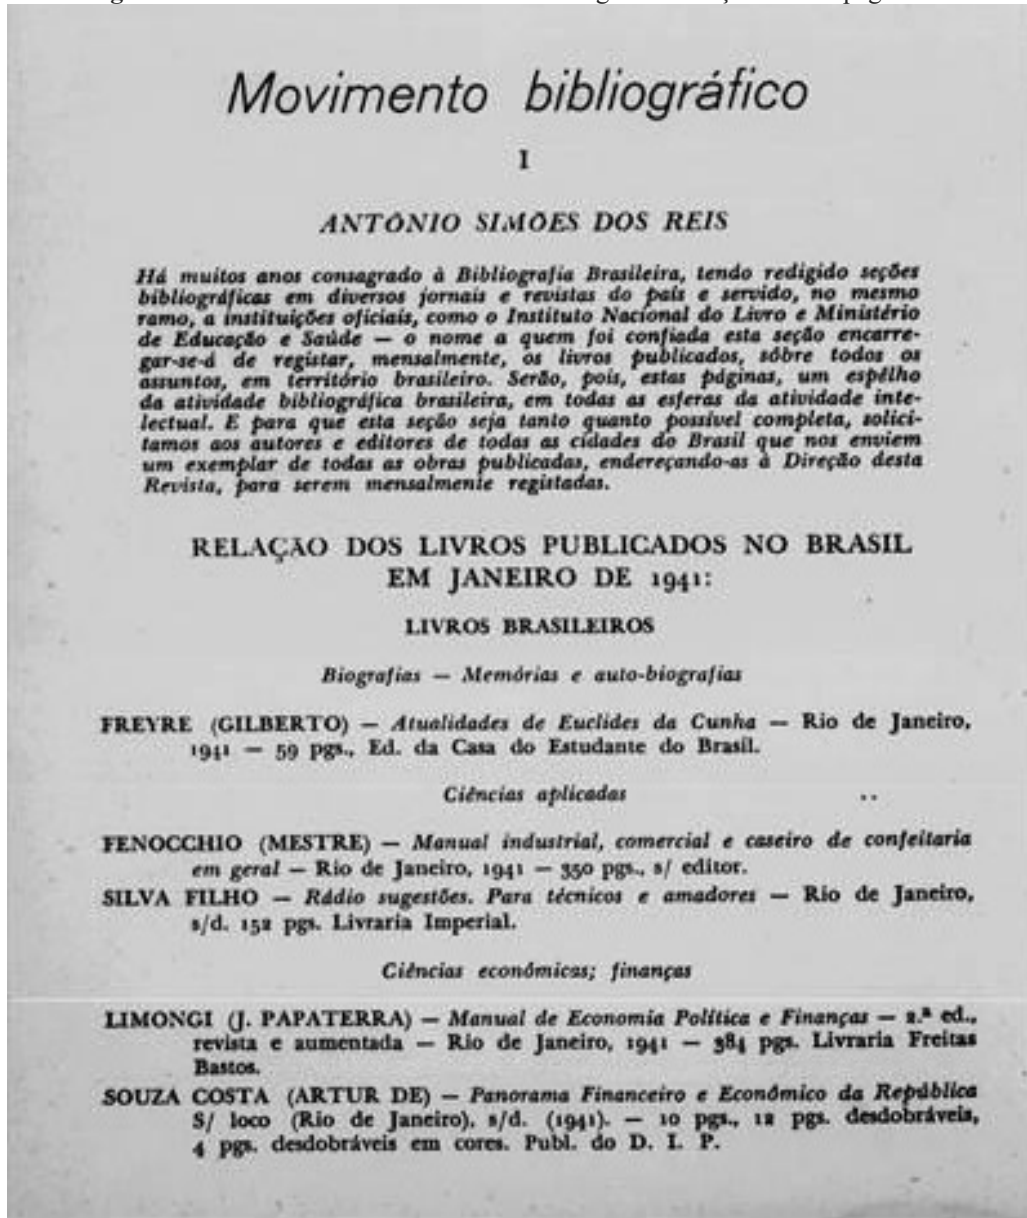 Movimento bibliográfico
I
ANTÓNIO SIMÕES DOS REIS
Há muitos anos consagrado à Bibliografia Brasileira, tendo redigido seções
bibliográficas em diversos jornais e revistas do país e servido, no mesmo
ramo, a instituições oficiais, como o Instituto Nacional do Livro e Ministério
de Educação e Saúde — o nome a quem foi confiada esta seção encarre-
gar-se-á de registar, mensalmente, os livros publicados, sôbre todos os
assuntos, em território brasileiro. Serão, pois, estas páginas, um espêlho
da atividade bibliográfica brasileira, em todas as esferas da atividade inte-
lectual. E para que esta seção seja tanto quanto possível completa, solici-
tamos aos autores e editores de todas as cidades do Brasil que nos enviem
um exemplar de todas as obras publicadas, endereçando-as à Direção desta
Revista, para serem mensalmente registadas.
RELAÇÃO DOS LIVROS PUBLICADOS NO BRASIL
EM JANEIRO DE 1941:
LIVROS BRASILEIROS
Biografias — Memórias e auto-biografias
FREYRE (GILBERTO) — Atualidades de Euclides da Cunha — Rio de Janeiro,
1941 — 59 pgs., Ed. da Casa do Estudante do Brasil.
Ciências aplicadas
FENOCCHIO (MESTRE) — Manual industrial, comercial e caseiro de confeitaria
em geral — Rio de Janeiro, 1941 — 350 pgs., s/ editor.
SILVA FILHO — Rádio sugestões. Para técnicos e amadores — Rio de Janeiro,
s/d. 152 pgs. Livraria Imperial.
Ciências económicas; finanças
LIMONGI (J. PAPATERRA) — Manual de Economia Política e Finanças — 2.ª ed.,
revista e aumentada — Rio de Janeiro, 1941 — 384 pgs. Livraria Freitas
Bastos.
SOUZA COSTA (ARTUR DE) — Panorama Financeiro e Económico da República
S/ loco (Rio de Janeiro), s/d. (1941). — 10 pgs., 12 pgs. desdobráveis,
4 pgs. desdobráveis em cores. Publ. do D. I. P.